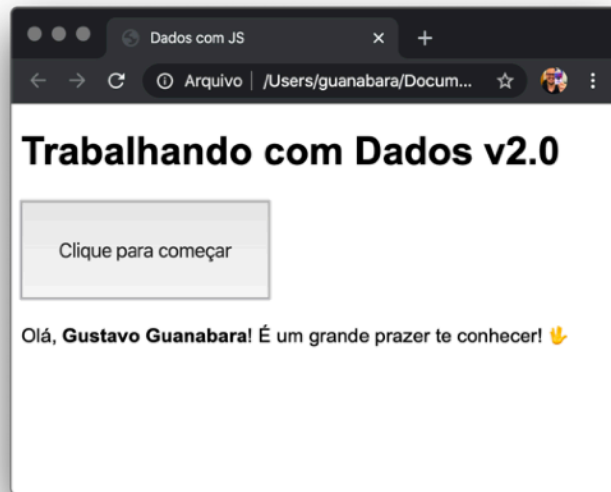 Dados com JS
Arquivo | /Users/guanabara/Docum...
Trabalhando com Dados v2.0
Clique para começar
Olá, Gustavo Guanabara! É um grande prazer te conhecer! 🖖